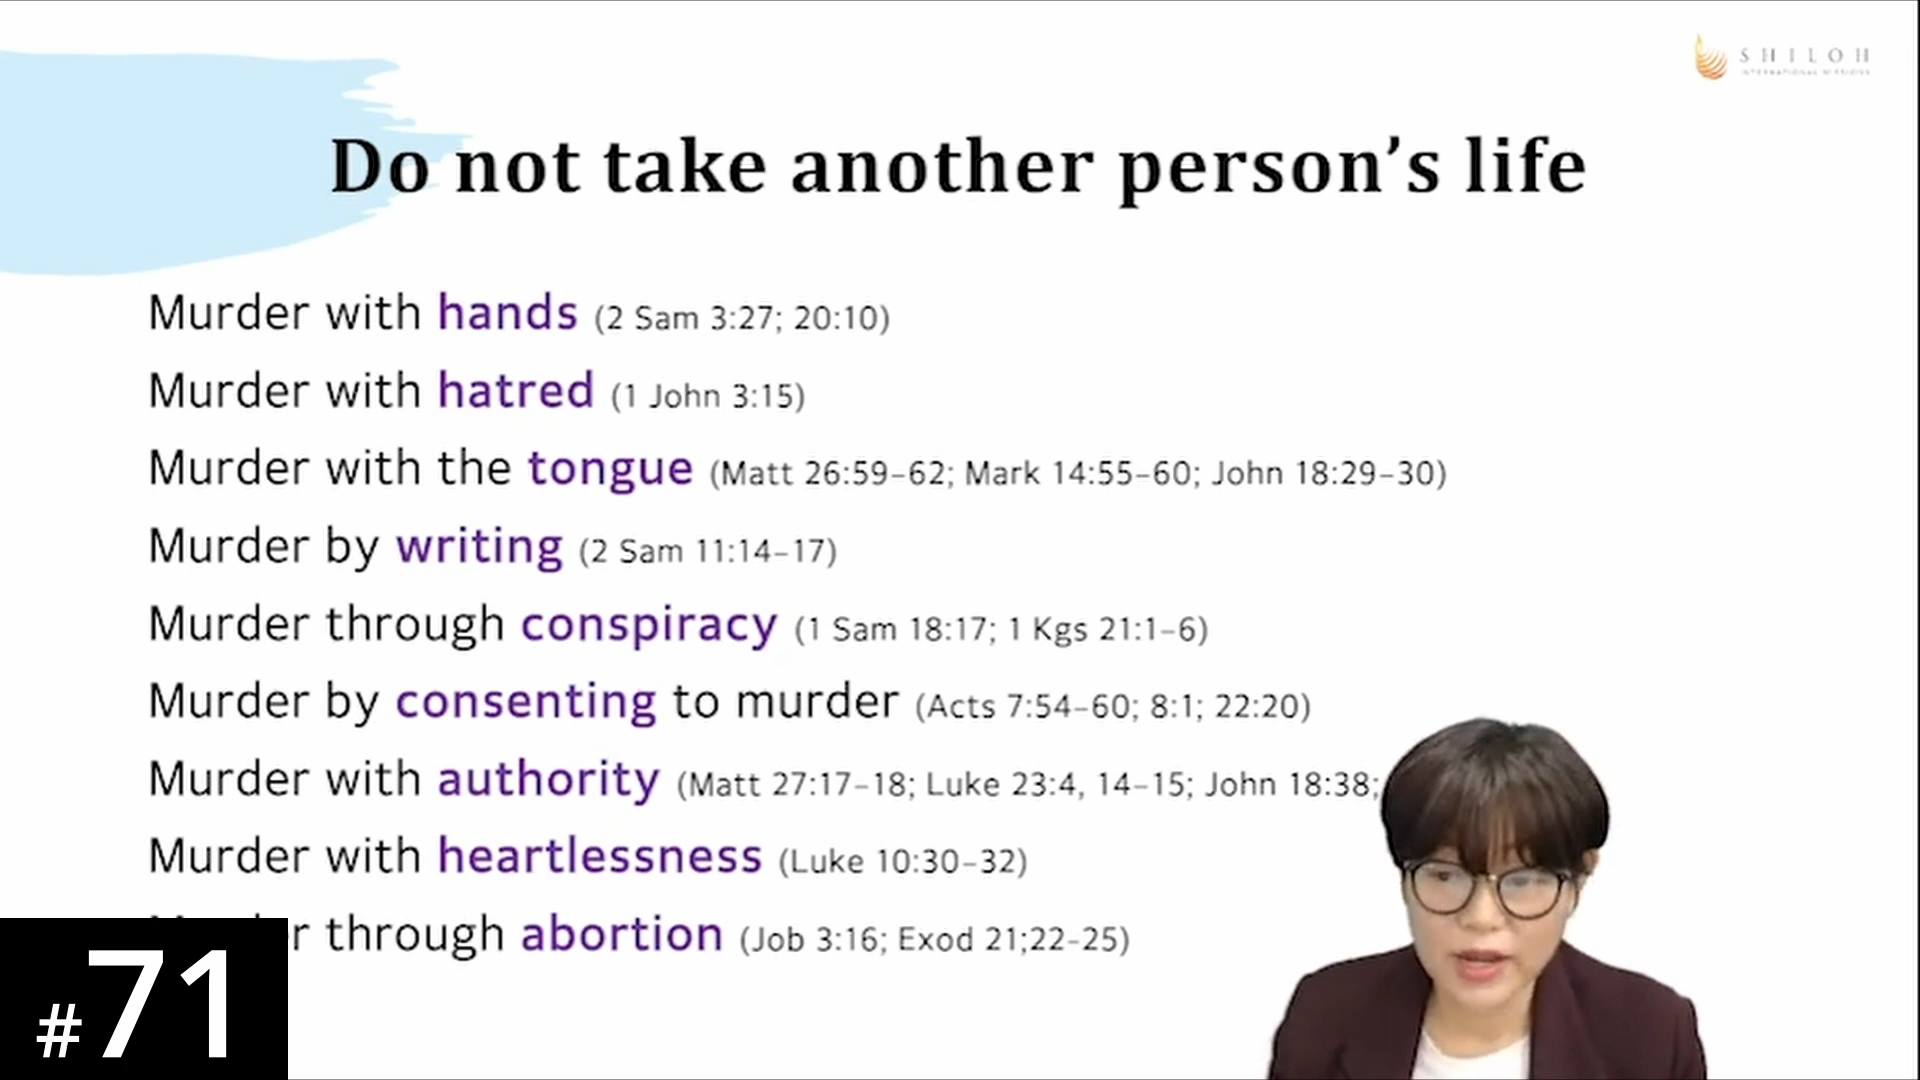 SHILOH
INTERNATIONAL MISSIONS
Do not take another person’s life
Murder with hands (2 Sam 3:27; 20:10)
Murder with hatred (1 John 3:15)
Murder with the tongue (Matt 26:59–62; Mark 14:55–60; John 18:29–30)
Murder by writing (2 Sam 11:14–17)
Murder through conspiracy (1 Sam 18:17; 1 Kgs 21:1–6)
Murder by consenting to murder (Acts 7:54–60; 8:1; 22:20)
Murder with authority (Matt 27:17–18; Luke 23:4, 14–15; John 18:38;
Murder with heartlessness (Luke 10:30–32)
through abortion (Job 3:16; Exod 21;22-25)
#71